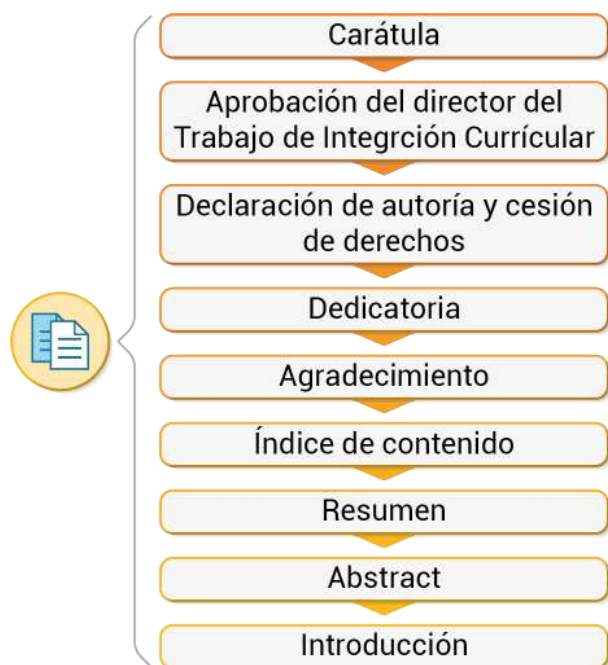 Carátula
Aprobación del director del
Trabajo de Integrción Currícular
Declaración de autoría y cesión
de derechos
Dedicatoria
Agradecimiento
Índice de contenido
Resumen
Abstract
Introducción